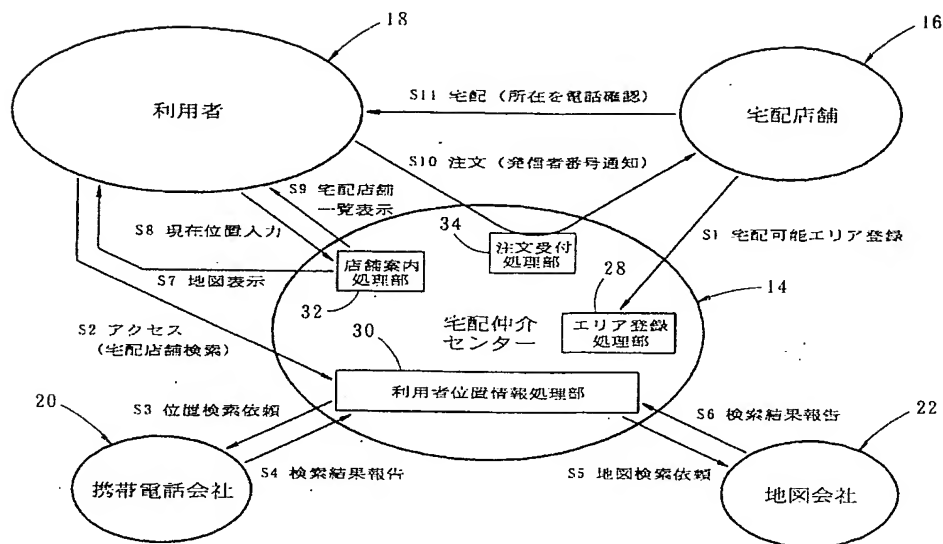 18
16
利用者
宅配店舗
S11 宅配 (所在を電話確認)
S10 注文 (発信者番号通知)
S9 宅配店舗
一覧表示
S8 現在位置入力
S7 地図表示
S1 宅配可能エリア登録
34
注文受付
処理部
店舗案内
処理部
32
28
エリア登録
処理部
14
宅配仲介
センター
S2 アクセス
(宅配店舗検索)
30
利用者位置情報処理部
S3 位置検索依頼
S4 検索結果報告
S6 検索結果報告
S5 地図検索依頼
20
22
携帯電話会社
地図会社